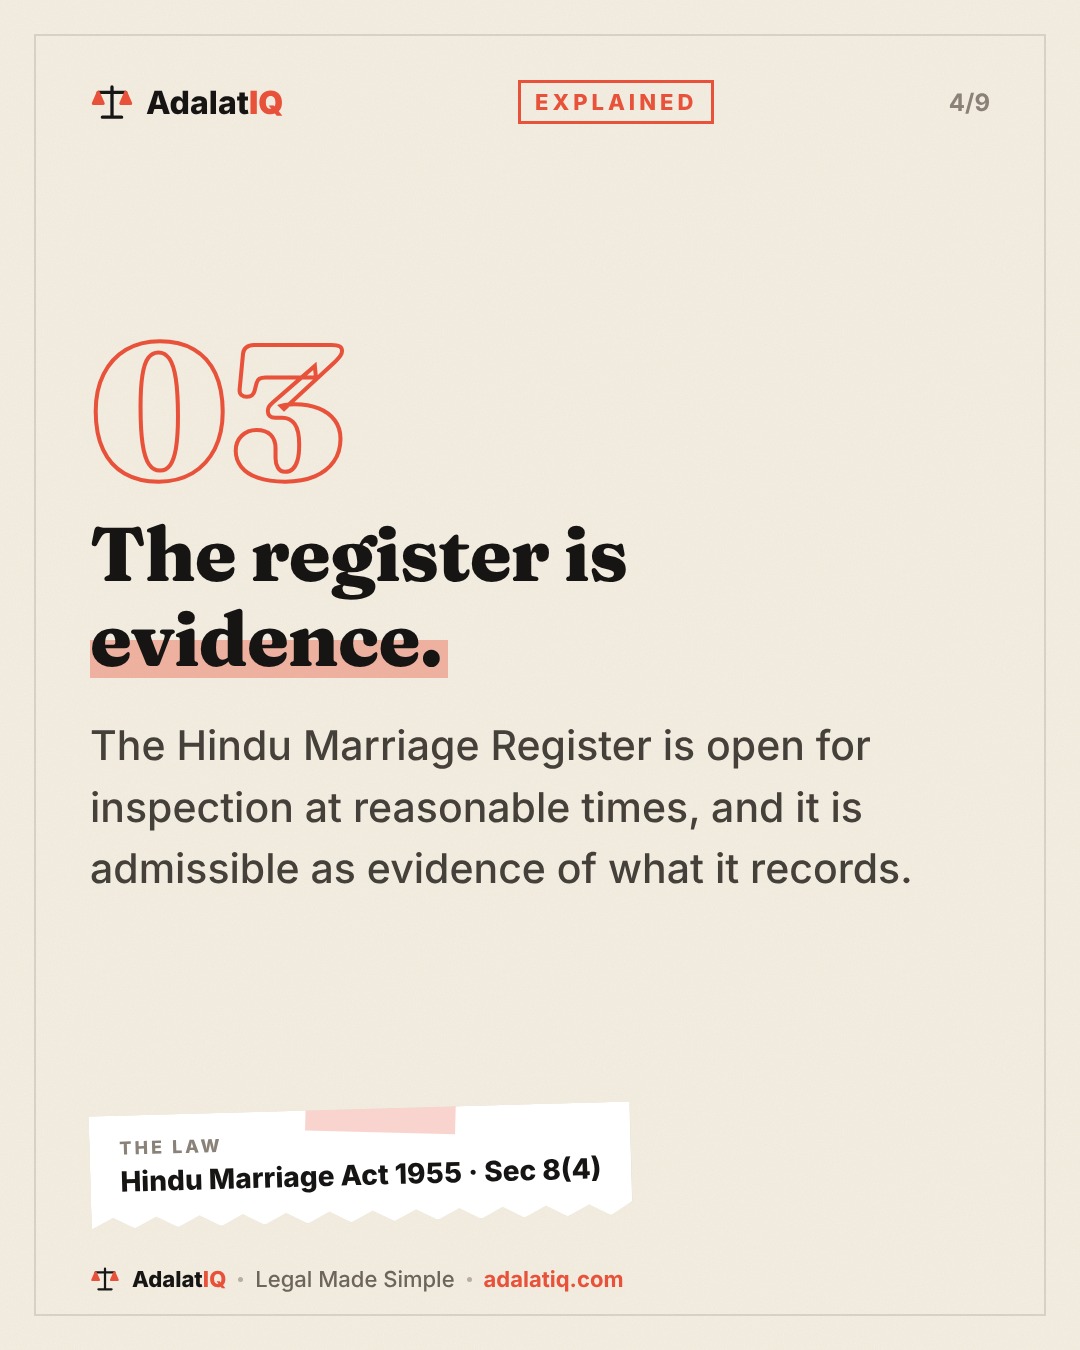 AdalatIQ
EXPLAINED
4/9
03
The register is
evidence.
The Hindu Marriage Register is open for
inspection at reasonable times, and it is
admissible as evidence of what it records.
THE LAW
Hindu Marriage Act 1955 · Sec 8(4)
AdalatIQ • Legal Made Simple • adalatiq.com